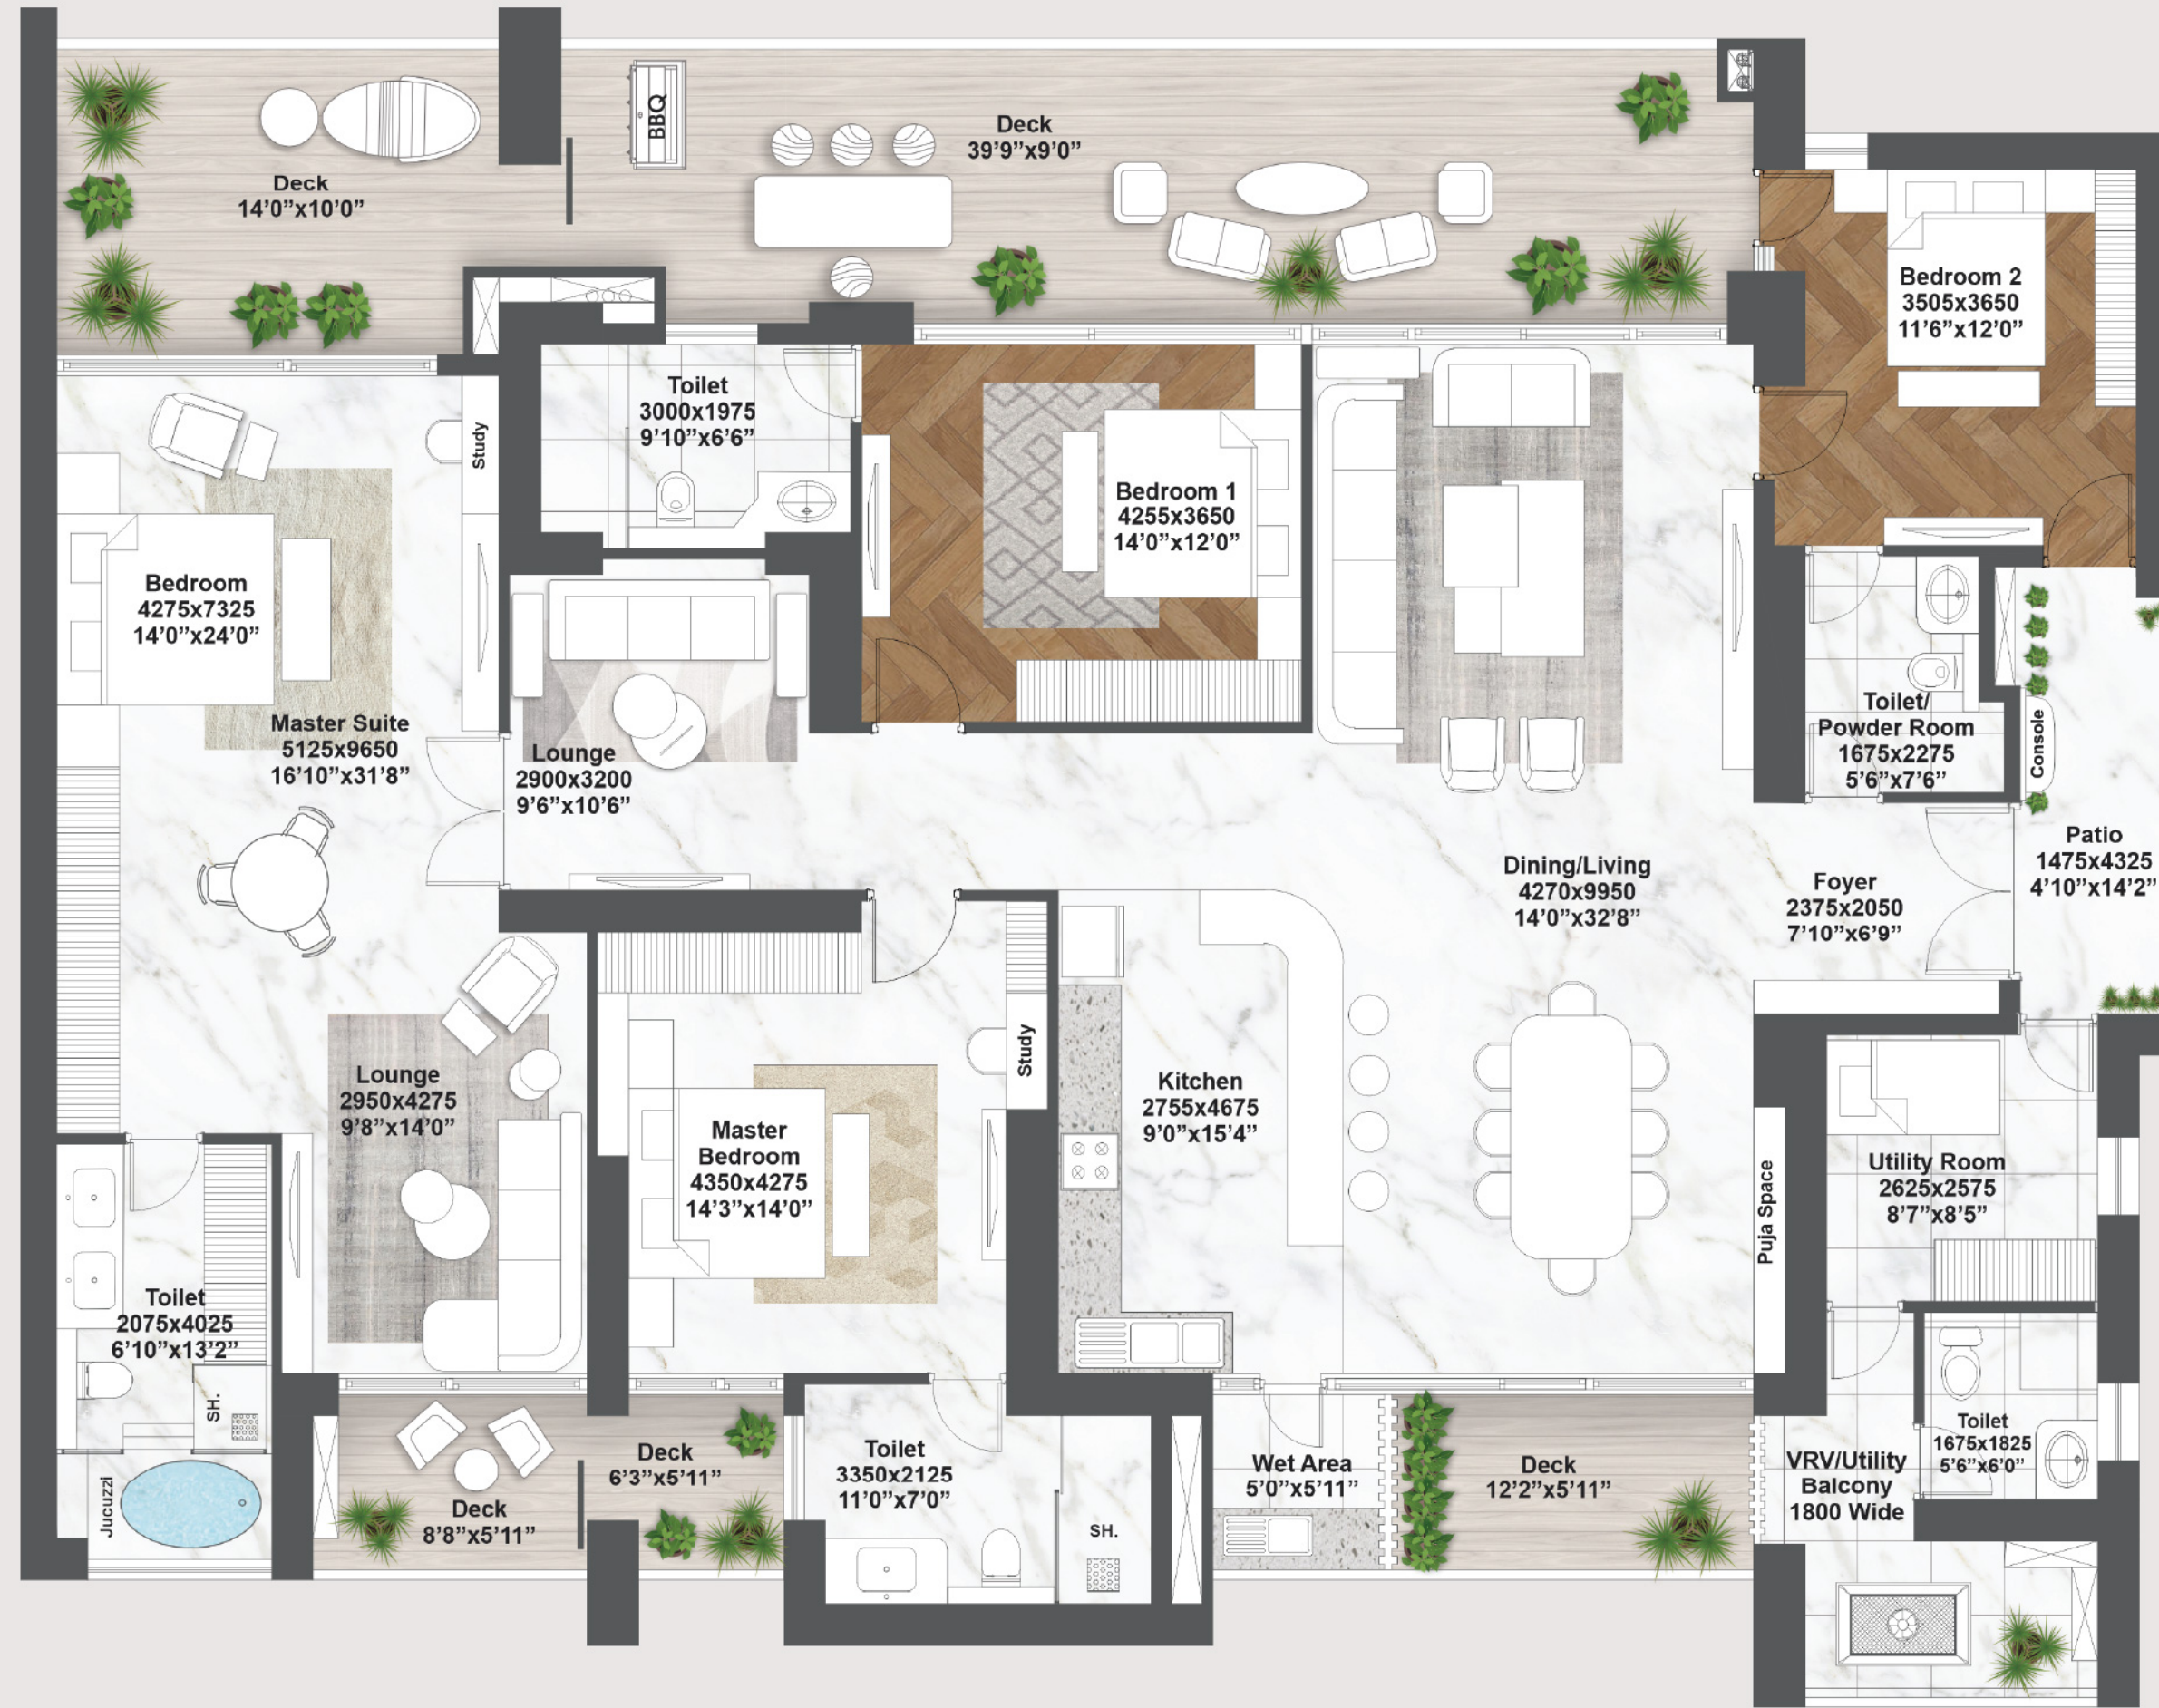 BBQ
Deck
39’9”x9’0”
Deck
14’0”x10’0”
Bedroom 2
3505x3650
11’6”x12’0”
Toilet
3000x1975
9’10”x6’6”
Study
Bedroom 1
4255x3650
14’0”x12’0”
Bedroom
4275x7325
14’0”x24’0”
Master Suite
5125x9650
16’10”x31’8”
Lounge
2900x3200
9’6”x10’6”
Toilet/
Powder Room
1675x2275
5’6”x7’6”
Console
Patio
1475x4325
4’10”x14’2”
Dining/Living
4270x9950
14’0”x32’8”
Foyer
2375x2050
7’10”x6’9”
Lounge
2950x4275
9’8”x14’0”
Study
Kitchen
2755x4675
9’0”x15’4”
Master
Bedroom
4350x4275
14’3”x14’0”
Puja Space
Utility Room
2625x2575
8’7”x8’5”
Toilet
2075x4025
6’10”x13’2”
SH.
Jucuzzi
Deck
8’8”x5’11”
Deck
6’3”x5’11”
Toilet
3350x2125
11’0”x7’0”
SH.
Wet Area
5’0”x5’11”
Deck
12’2”x5’11”
VRV/Utility
Balcony
1800 Wide
Toilet
1675x1825
5’6”x6’0”